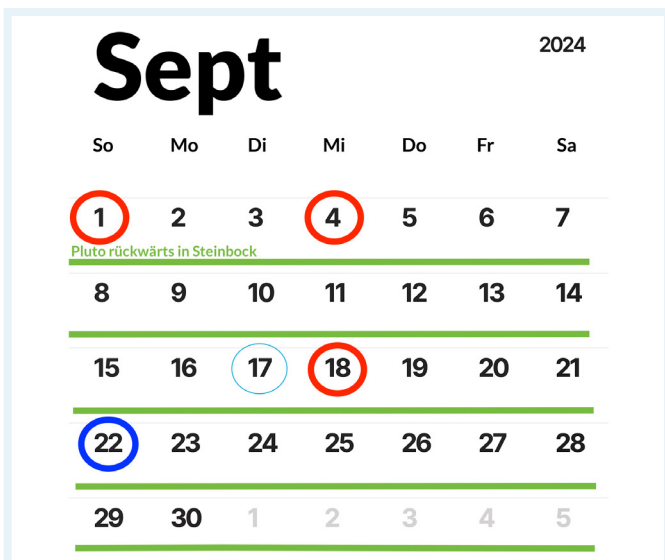 Sept
2024
So Mo Di Mi Do Fr Sa
1 2 3 4 5 6 7
Pluto rückwärts in Steinbock
8 9 10 11 12 13 14
15 16 17 18 19 20 21
22 23 24 25 26 27 28
29 30 1 2 3 4 5